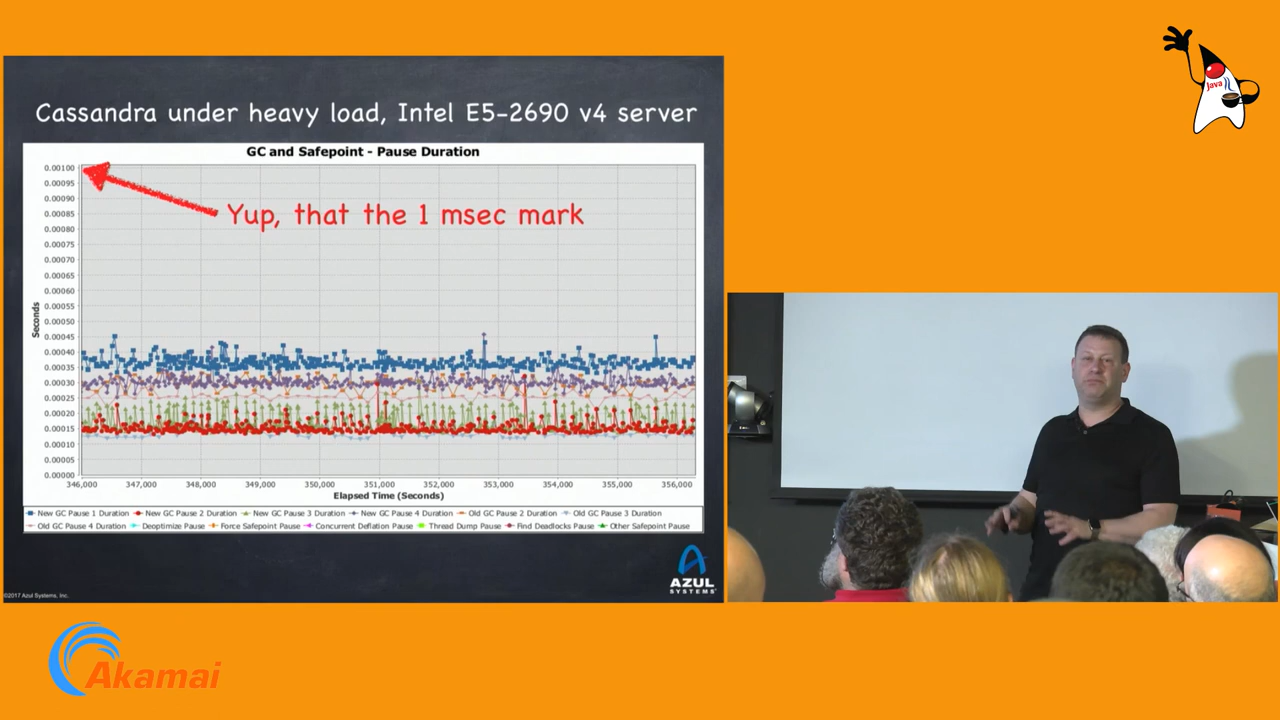 Cassandra under heavy load, Intel E5-2690 v4 server
GC and Safepoint - Pause Duration
Yup, that the 1 msec mark
Seconds
0.00100
0.00095
0.00090
0.00085
0.00080
0.00075
0.00070
0.00065
0.00060
0.00055
0.00050
0.00045
0.00040
0.00035
0.00030
0.00025
0.00020
0.00015
0.00010
0.00005
0.00000
346,000 347,000 348,000 349,000 350,000 351,000 352,000 353,000 354,000 355,000 356,000
Elapsed Time (Seconds)
New GC Pause 1 Duration New GC Pause 2 Duration New GC Pause 3 Duration New GC Pause 4 Duration Old GC Pause 2 Duration Old GC Pause 3 Duration
Old GC Pause 4 Duration Deoptimize Pause Force Safepoint Pause Concurrent Deflation Pause Thread Dump Pause Find Deadlocks Pause Other Safepoint Pause
AZUL
SYSTEMS
©2017 Azul Systems, Inc.
Java
Akamai